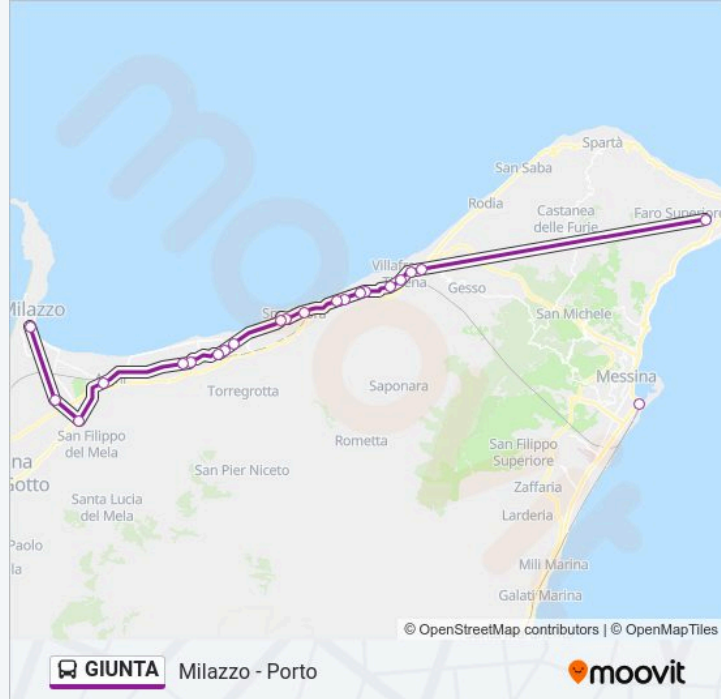 Spartà
San Saba
Rodia
Castanea
delle Furie
Faro Superiore
Gesso
San Michele
Milazzo
Torregrotta
Saponara
Messina
Rometta
San Filippo
del Mela
San Filippo
Superiore
San Pier Niceto
Zaffaria
Santa Lucia
del Mela
Larderia
Paolo
Mili Marina
Galati Marina
© OpenStreetMap contributors | © OpenMapTiles
GIUNTA
Milazzo - Porto
moovit